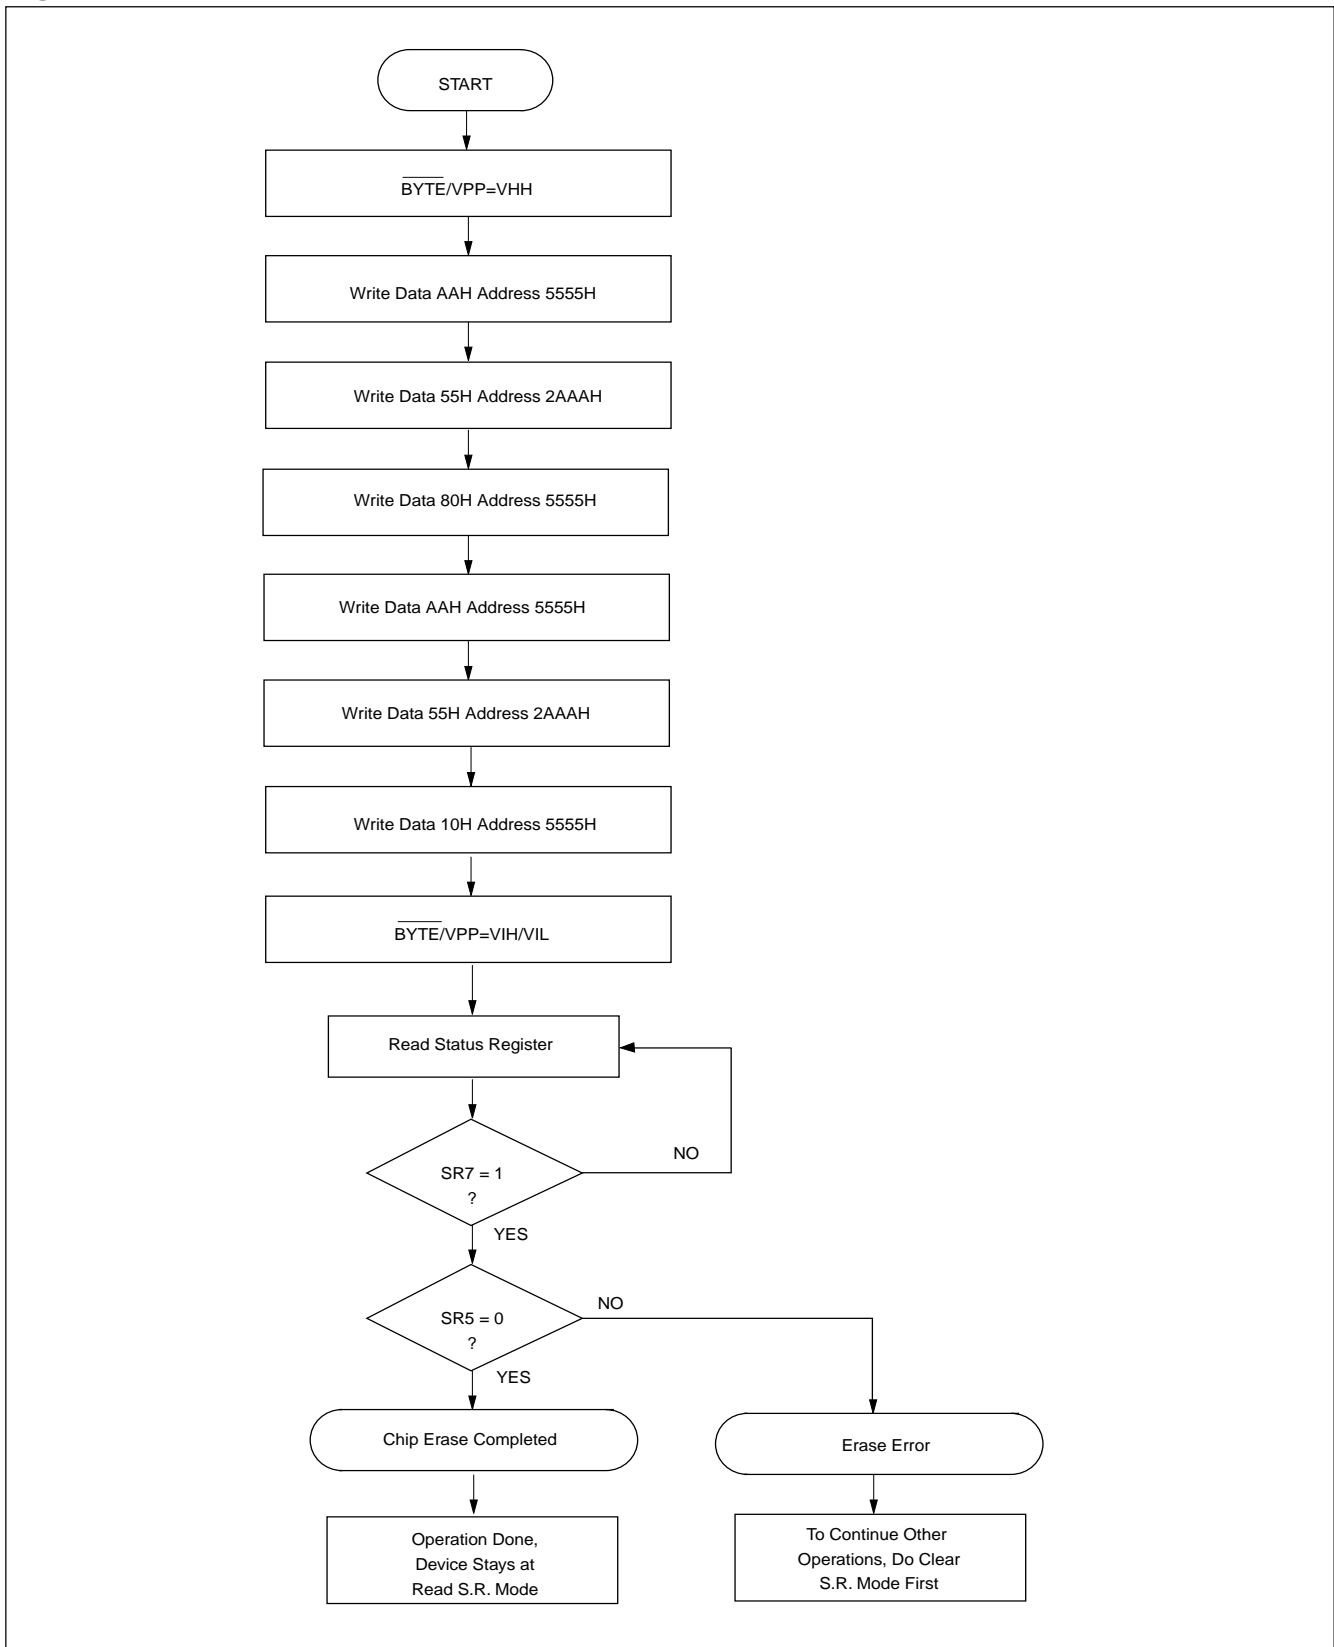 START
BYTE/VPP=VHH
Write Data AAH Address 5555H
Write Data 55H Address 2AAAH
Write Data 80H Address 5555H
Write Data AAH Address 5555H
Write Data 55H Address 2AAAH
Write Data 10H Address 5555H
BYTE/VPP=VIH/VIL
Read Status Register
NO
SR7 = 1
?
YES
NO
SR5 = 0
?
YES
Chip Erase Completed
Erase Error
Operation Done,
Device Stays at
Read S.R. Mode
To Continue Other
Operations, Do Clear
S.R. Mode First